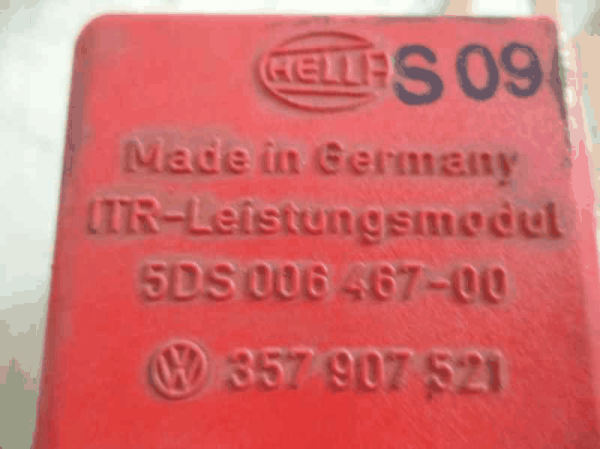 HELLA S 09
Made in Germany
ITR-Leistungsmodul
5DS 006 467-00
VW 357 907 521